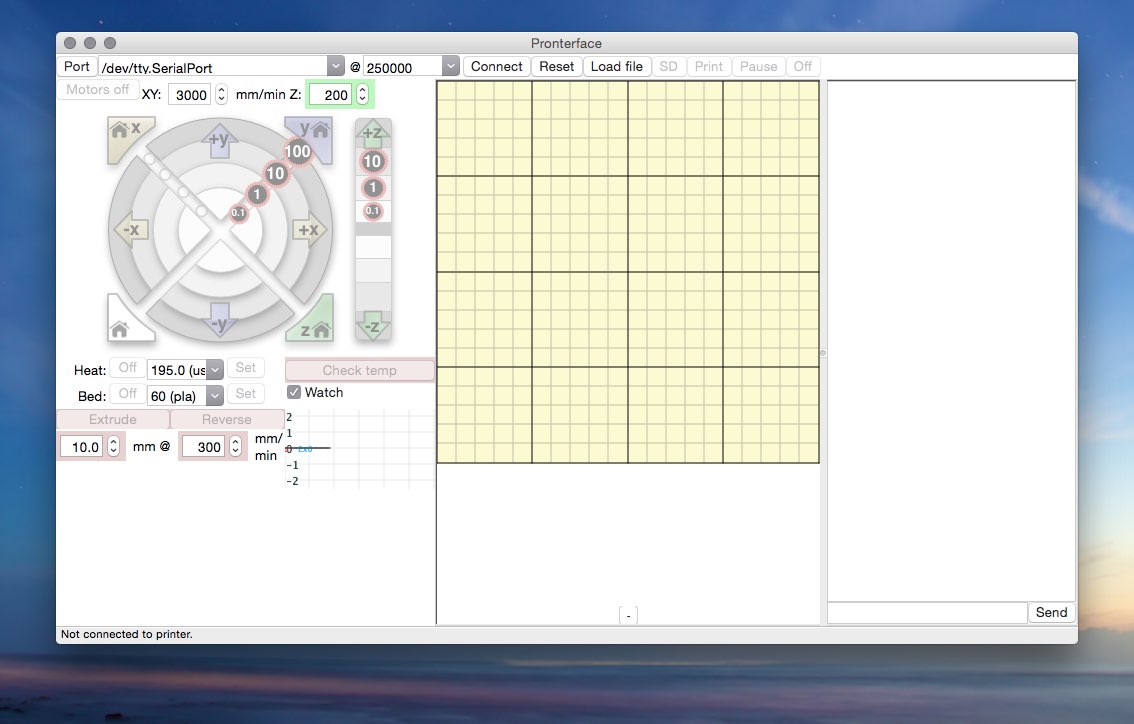 Pronterface
Port /dev/tty.SerialPort @ 250000 Connect Reset Load file SD Print Pause Off
Motors off XY: 3000 mm/min Z: 200
x +y y +z
100 10
10 1
1 0.1
0.1
-x +x
-y z -z
Heat: Off 195.0 (us Set Check temp
Bed: Off 60 (pla) Set Watch
Extrude Reverse
10.0 mm @ 300 mm/
min
2
1
0 Ex0
-1
-2
-
Send
Not connected to printer.